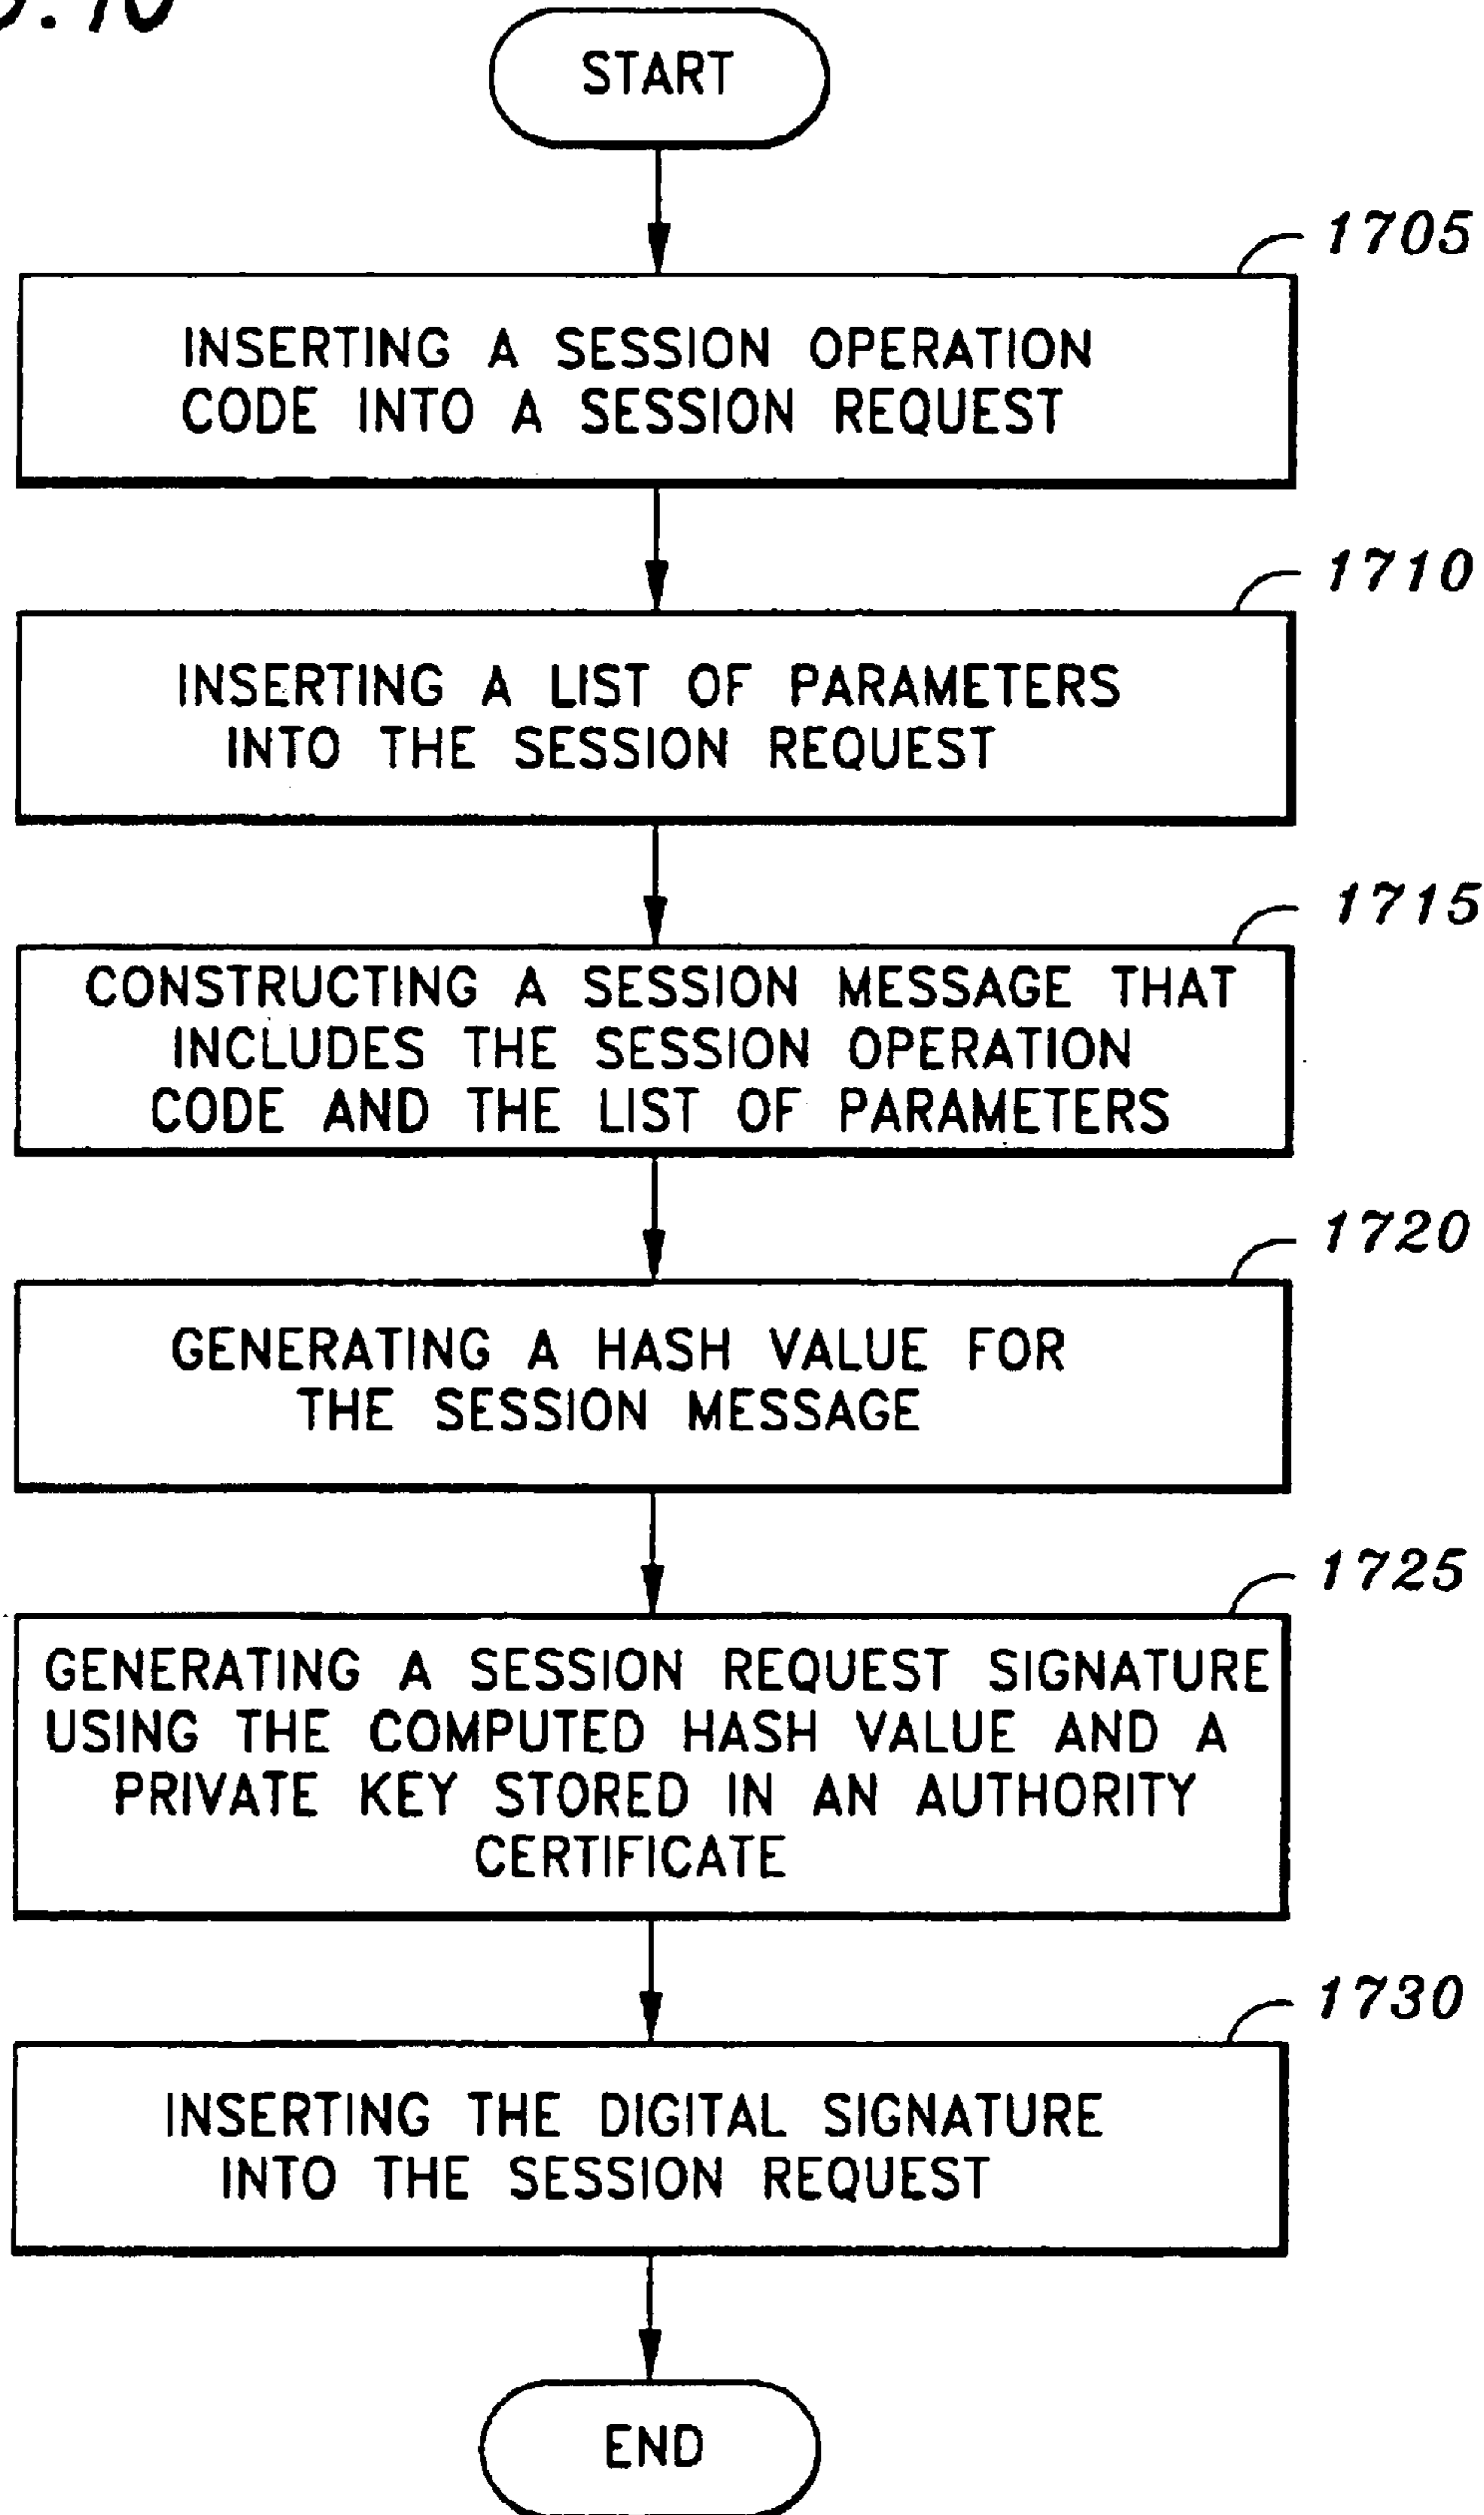 START
1705
INSERTING A SESSION OPERATION
CODE INTO A SESSION REQUEST
1710
INSERTING A LIST OF PARAMETERS
INTO THE SESSION REQUEST
1715
CONSTRUCTING A SESSION MESSAGE THAT
INCLUDES THE SESSION OPERATION
CODE AND THE LIST OF PARAMETERS
1720
GENERATING A HASH VALUE FOR
THE SESSION MESSAGE
1725
GENERATING A SESSION REQUEST SIGNATURE
USING THE COMPUTED HASH VALUE AND A
PRIVATE KEY STORED IN AN AUTHORITY
CERTIFICATE
1730
INSERTING THE DIGITAL SIGNATURE
INTO THE SESSION REQUEST
END